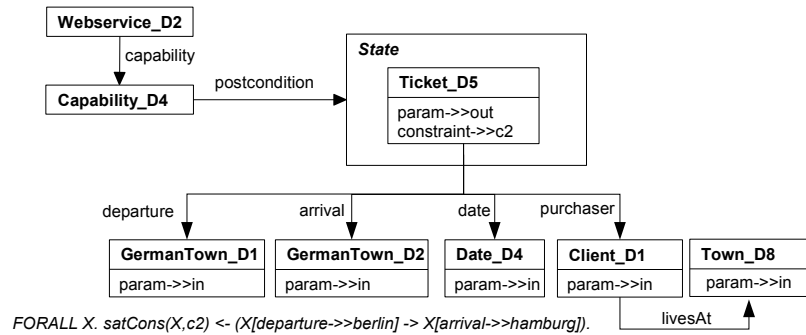 Webservice_D2
capability
Capability_D4
postcondition
State
Ticket_D5
param->>out
constraint->>c2
departure
arrival
date
purchaser
GermanTown_D1
param->>in
GermanTown_D2
param->>in
Date_D4
param->>in
Client_D1
param->>in
Town_D8
param->>in
livesAt
FORALL X. satCons(X,c2) <- (X[departure->>berlin] -> X[arrival->>hamburg]).